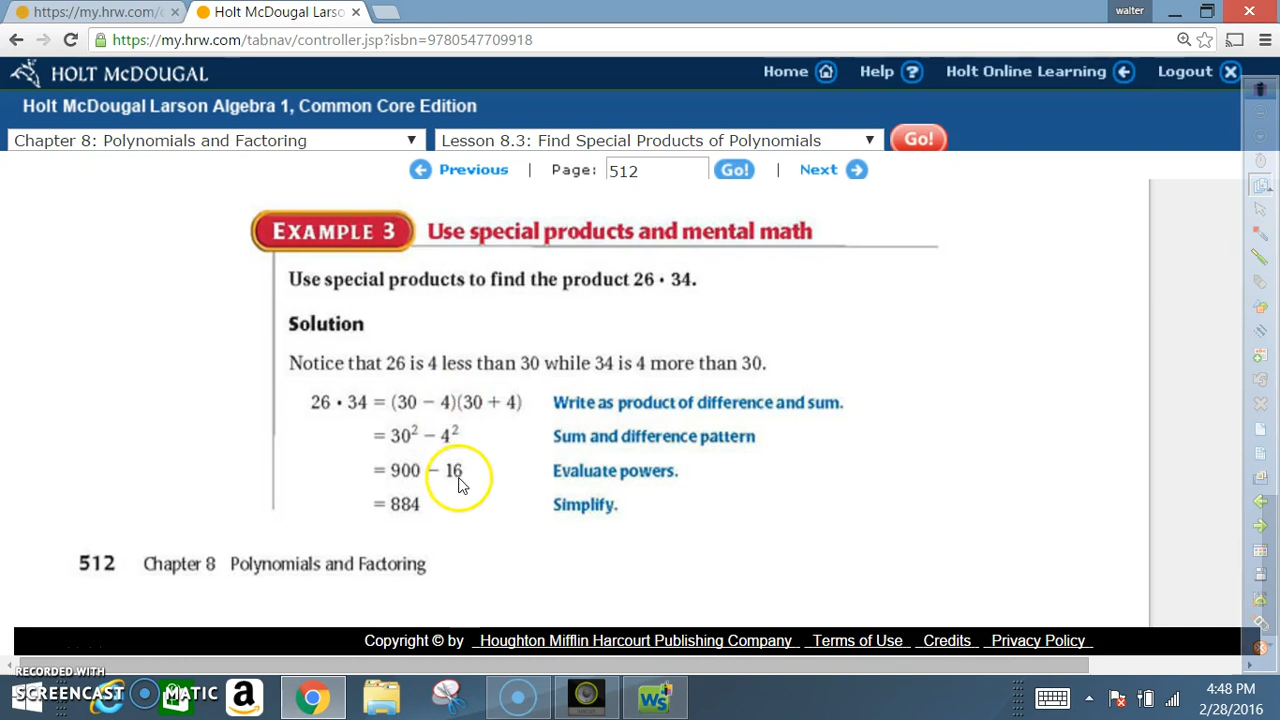 https://my.hrw.com/
Holt McDougal Larso
walter
https://my.hrw.com/tabnav/controller.jsp?isbn=9780547709918
HOLT MCDOUGAL
Home Help Holt Online Learning Logout
Holt McDougal Larson Algebra 1, Common Core Edition
Chapter 8: Polynomials and Factoring Lesson 8.3: Find Special Products of Polynomials Go!
Previous | Page: 512 Go! | Next
EXAMPLE 3 Use special products and mental math
Use special products to find the product 26 • 34.
Solution
Notice that 26 is 4 less than 30 while 34 is 4 more than 30.
26 • 34 = (30 − 4)(30 + 4) Write as product of difference and sum.
= 30² − 4² Sum and difference pattern
= 900 − 16 Evaluate powers.
= 884 Simplify.
512 Chapter 8 Polynomials and Factoring
Copyright © by Houghton Mifflin Harcourt Publishing Company Terms of Use Credits Privacy Policy
RECORDED WITH
SCREENCAST MATIC
4:48 PM
2/28/2016